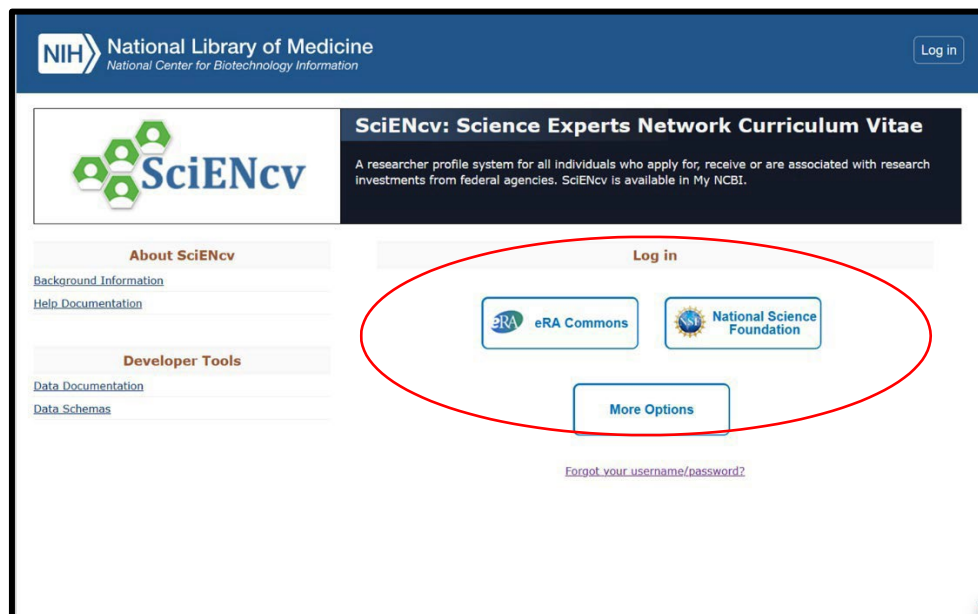 NIH National Library of Medicine
National Center for Biotechnology Information
Log in
SciENcv
SciENcv: Science Experts Network Curriculum Vitae
A researcher profile system for all individuals who apply for, receive or are associated with research
investments from federal agencies. SciENcv is available in My NCBI.
About SciENcv
Background Information
Help Documentation
Developer Tools
Data Documentation
Data Schemas
Log in
eRA eRA Commons
NSF National Science
Foundation
More Options
Forgot your username/password?